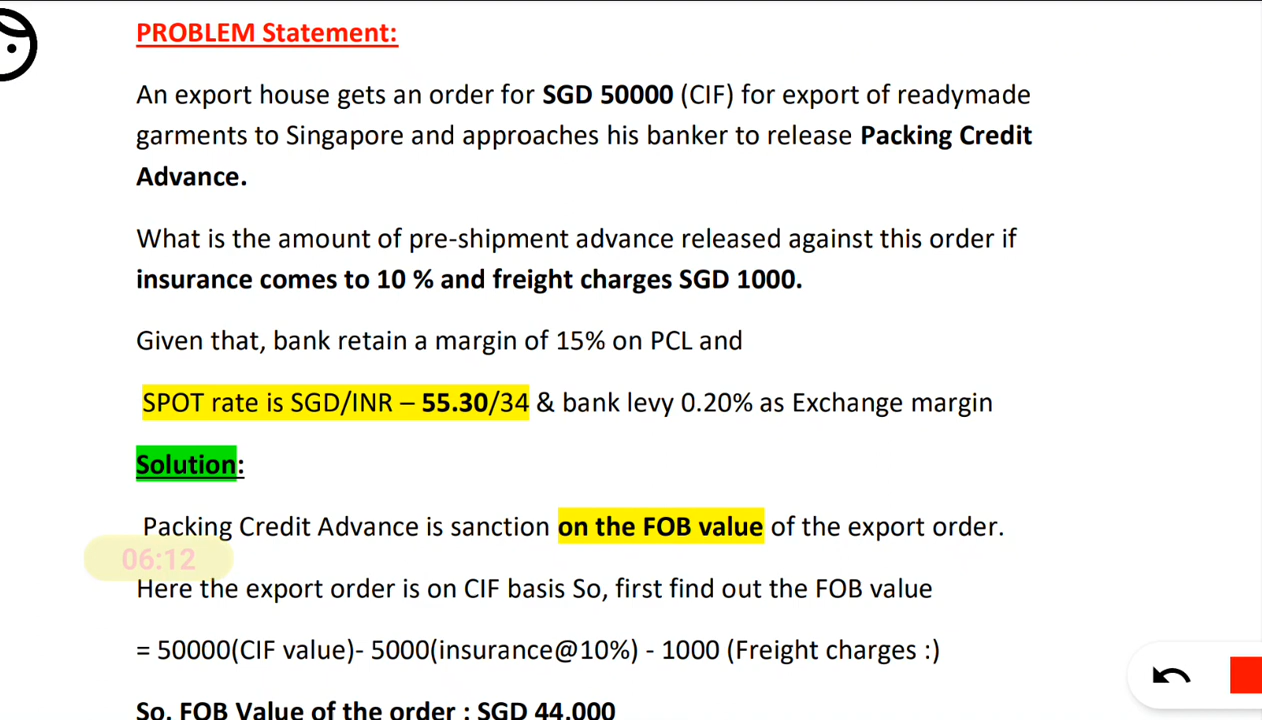 PROBLEM Statement:
An export house gets an order for SGD 50000 (CIF) for export of readymade
garments to Singapore and approaches his banker to release Packing Credit
Advance.
What is the amount of pre-shipment advance released against this order if
insurance comes to 10 % and freight charges SGD 1000.
Given that, bank retain a margin of 15% on PCL and
SPOT rate is SGD/INR – 55.30/34 & bank levy 0.20% as Exchange margin
Solution:
Packing Credit Advance is sanction on the FOB value of the export order.
06:12
Here the export order is on CIF basis So, first find out the FOB value
= 50000(CIF value)- 5000(insurance@10%) - 1000 (Freight charges :)
So, FOB Value of the order : SGD 44,000